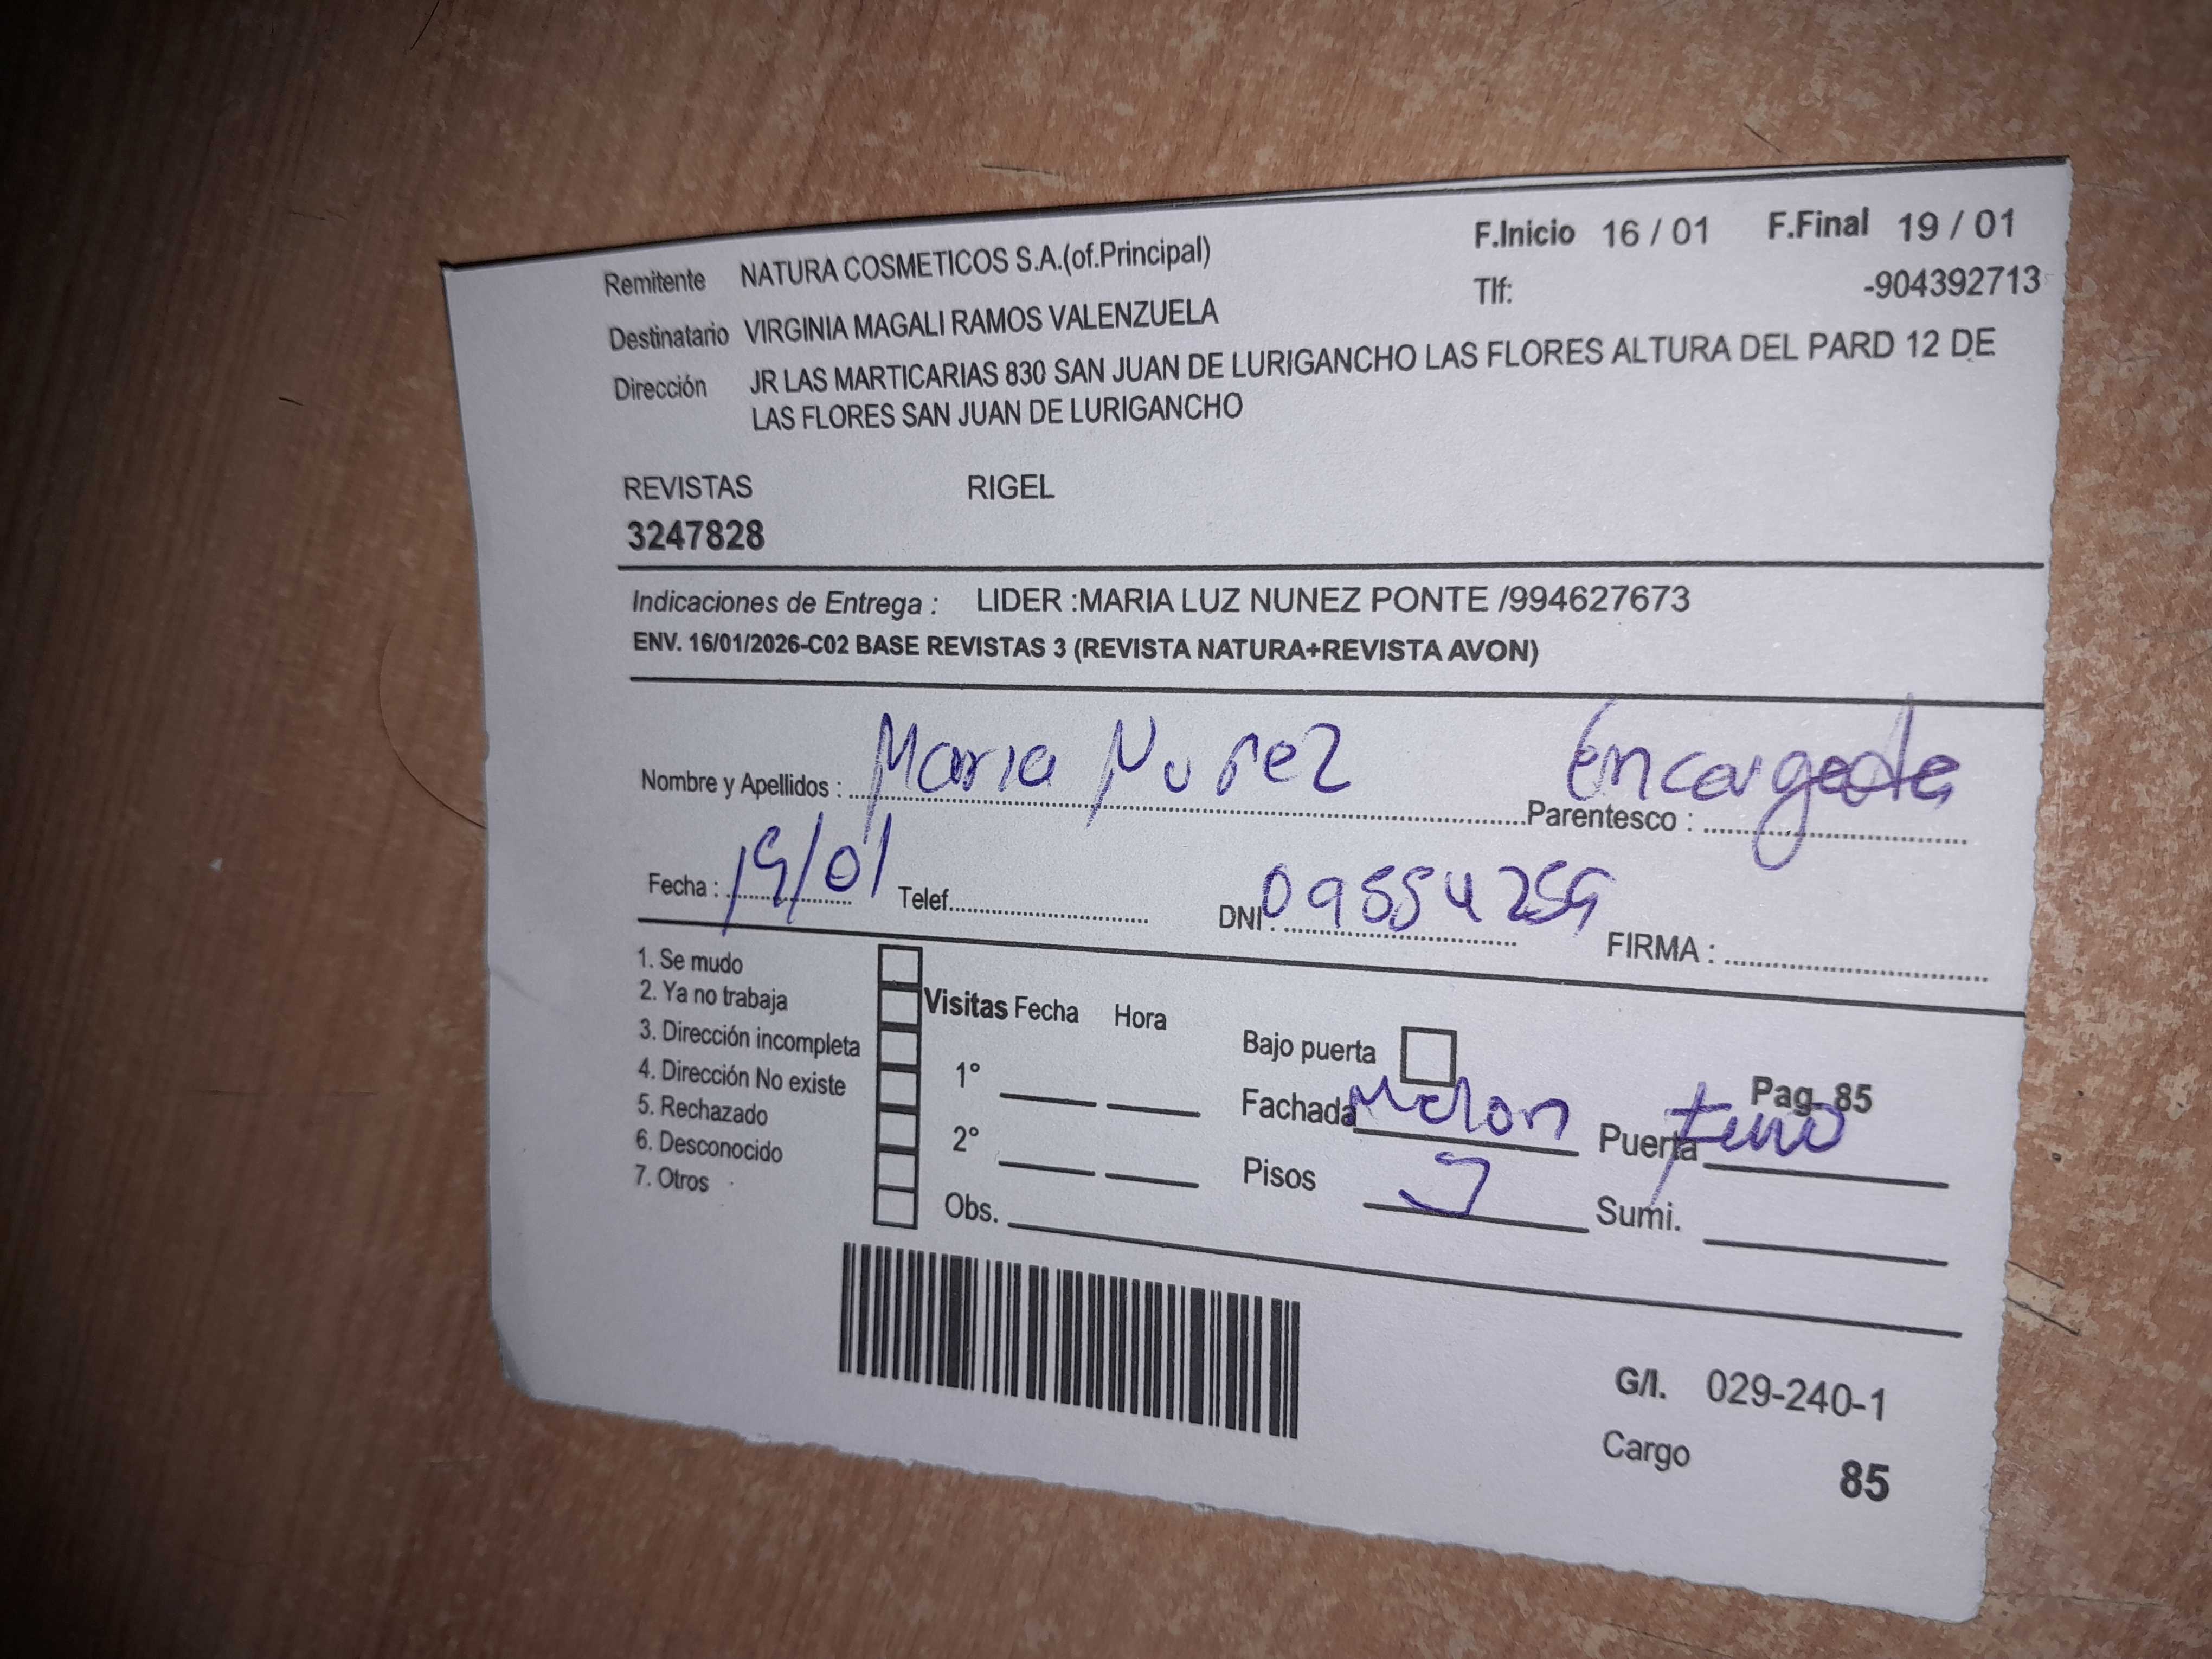 Remitente NATURA COSMETICOS S.A.(of.Principal) F.Inicio 16 / 01 F.Final 19 / 01
Destinatario VIRGINIA MAGALI RAMOS VALENZUELA Tlf: -904392713
Dirección JR LAS MARTICARIAS 830 SAN JUAN DE LURIGANCHO LAS FLORES ALTURA DEL PARD 12 DE
LAS FLORES SAN JUAN DE LURIGANCHO
REVISTAS RIGEL
3247828
Indicaciones de Entrega : LIDER :MARIA LUZ NUNEZ PONTE /994627673
ENV. 16/01/2026-C02 BASE REVISTAS 3 (REVISTA NATURA+REVISTA AVON)
Nombre y Apellidos : Maria Nuñez Parentesco : Encargada
Fecha : 19/01 Telef. DNI : FIRMA :
1. Se mudo
2. Ya no trabaja
3. Dirección incompleta
4. Dirección No existe
5. Rechazado
6. Desconocido
7. Otros
Visitas Fecha Hora
1°
2°
Obs.
Bajo puerta
Pag. 85
Fachada Puerta
Pisos Sumi.
G/I. 029-240-1
Cargo 85